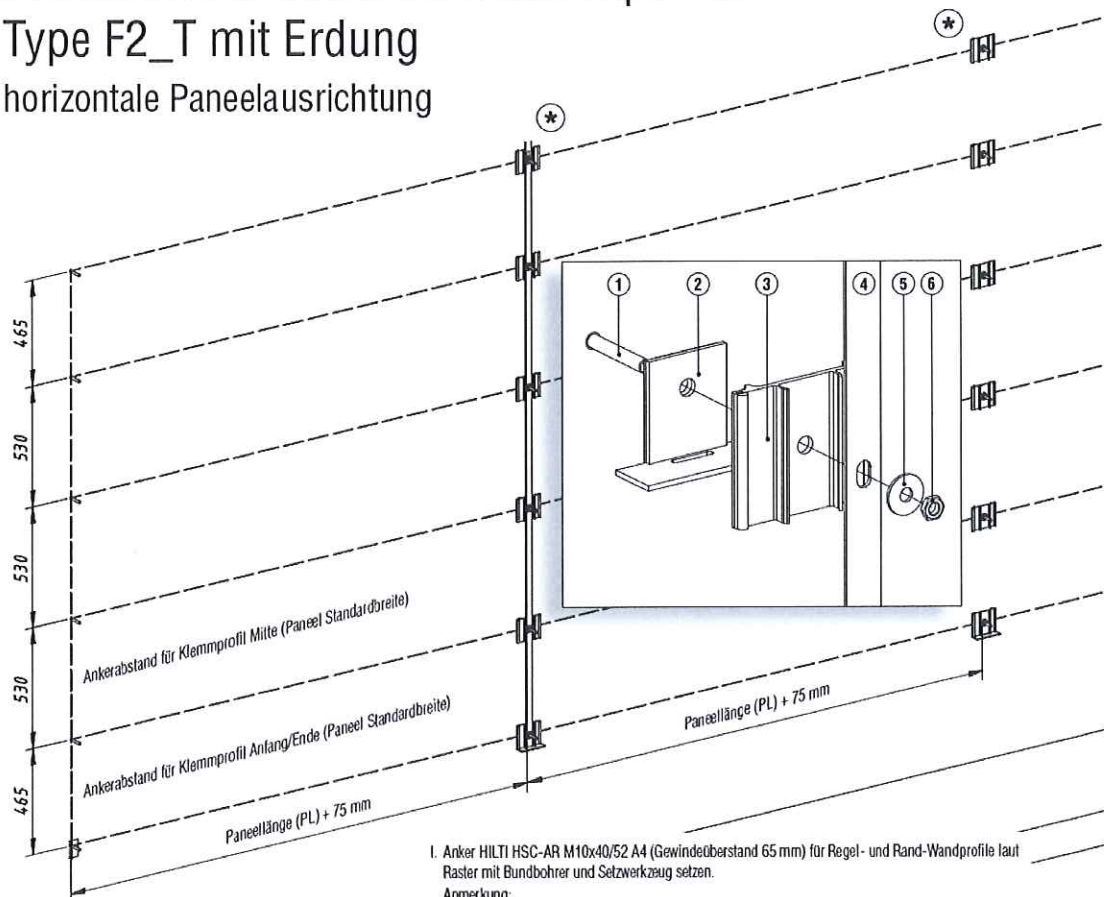 Type F2_T mit Erdung
horizontale Paneelausrichtung
*
*
1
2
3
4
5
6
465
530
530
530
465
Ankerabstand für Klemmprofil Mitte (Paneel Standardbreite)
Ankerabstand für Klemmprofil Anfang/Ende (Paneel Standardbreite)
Paneellänge (PL) + 75 mm
Paneellänge (PL) + 75 mm
I. Anker HILTI HSC-AR M10x40/52 A4 (Gewindeüberstand 65 mm) für Regel- und Rand-Wandprofile laut
Raster mit Bundbohrer und Setzwerkzeug setzen.
Anmerkung: